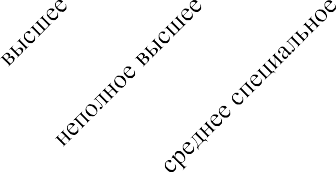 высшее
неполное высшее
среднее специальное